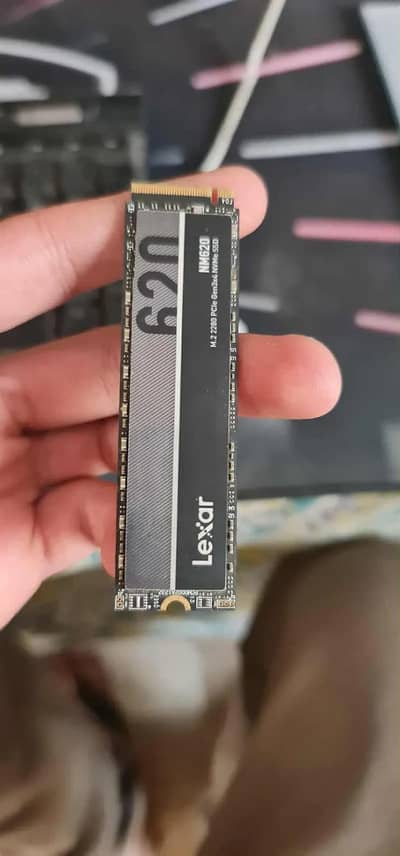 620
NM620
M.2 2280 PCIe Gen3x4 NVMe SSD
Lexar